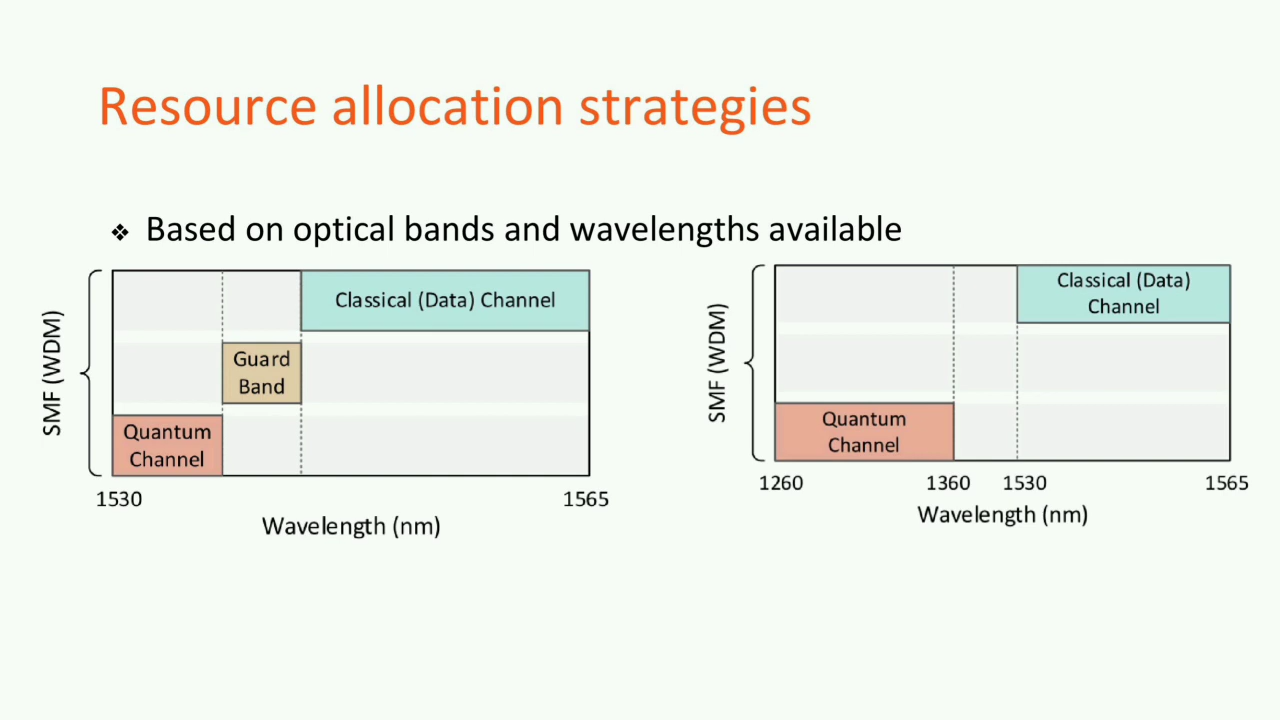 Resource allocation strategies
❖ Based on optical bands and wavelengths available
SMF (WDM)
Classical (Data) Channel
Guard
Band
Quantum
Channel
1530
1565
Wavelength (nm)
SMF (WDM)
Classical (Data)
Channel
Quantum
Channel
1260
1360
1530
1565
Wavelength (nm)